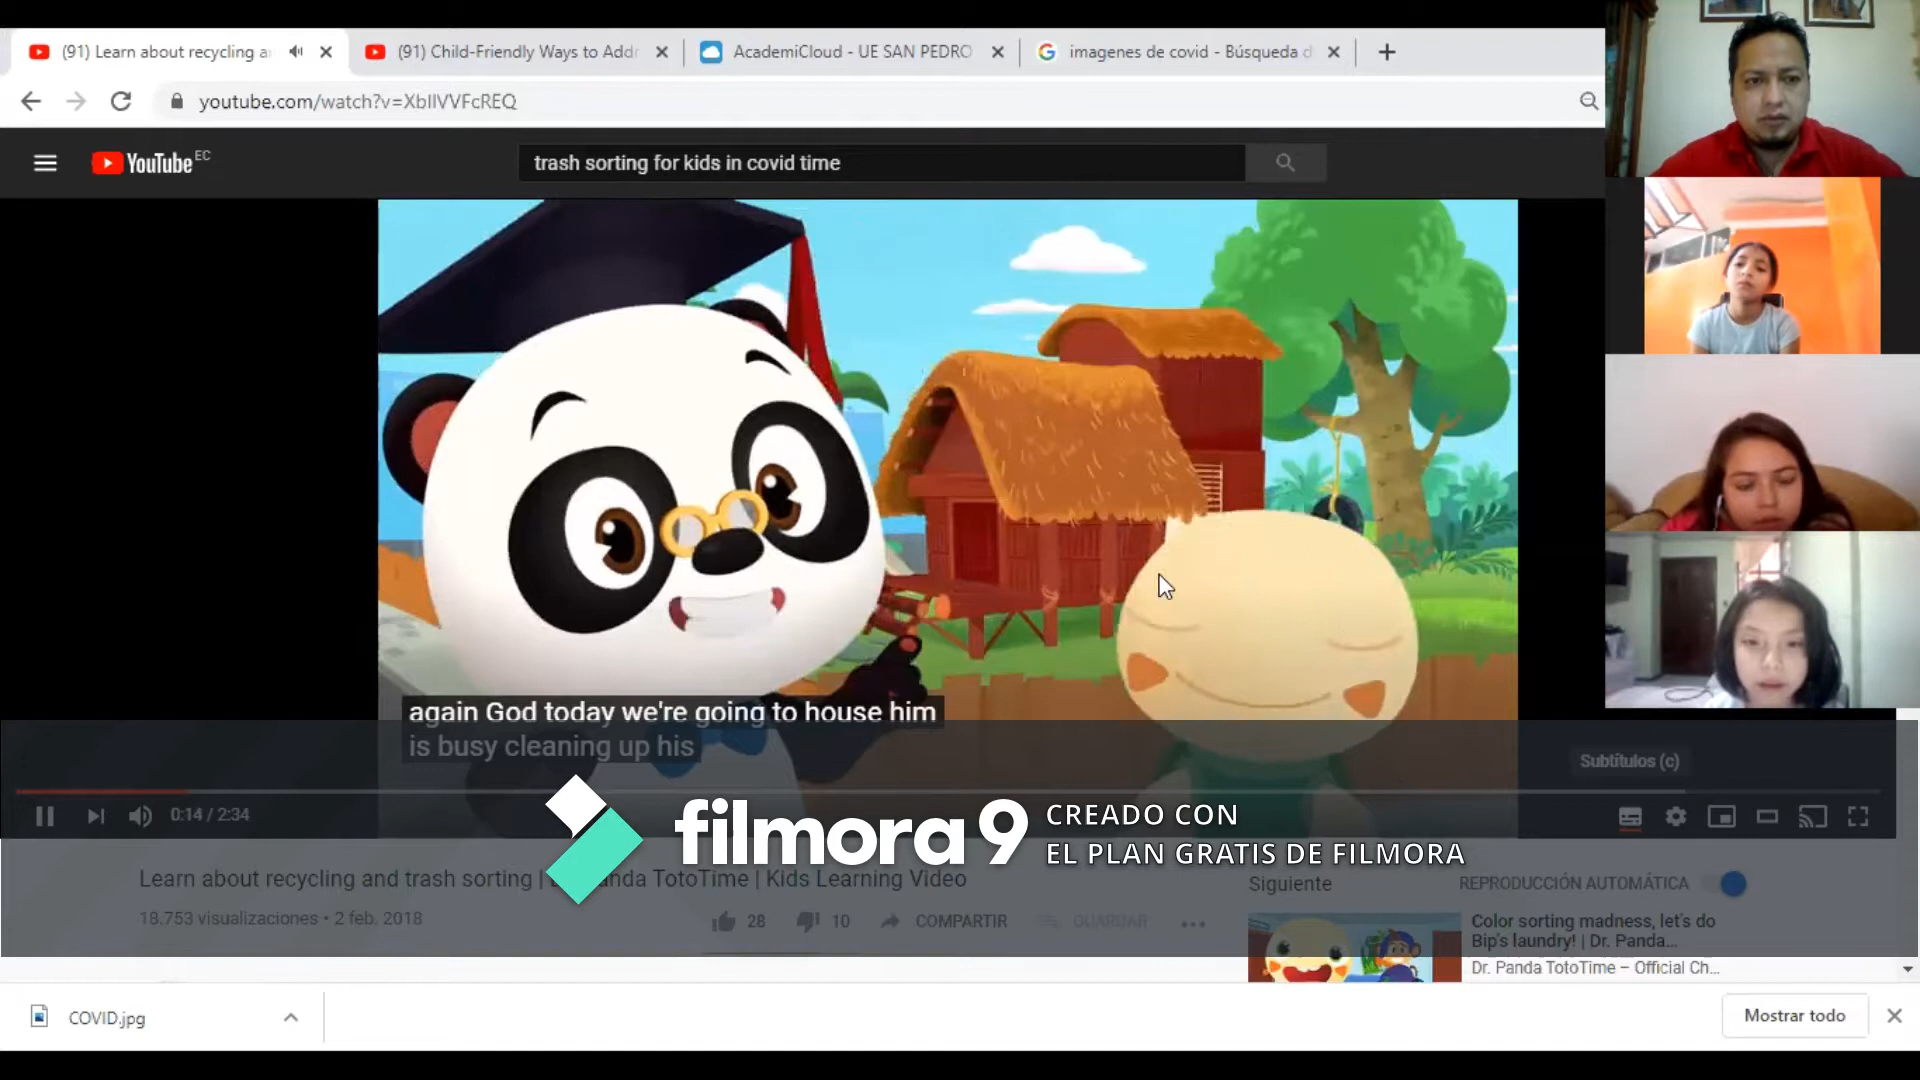 (91) Learn about recycling a
(91) Child-Friendly Ways to Addr
AcademiCloud - UE SAN PEDRO
imagenes de covid - Búsqueda d
youtube.com/watch?v=XbIlVVFcREQ
YouTube EC
trash sorting for kids in covid time
again God today we're going to house him
is busy cleaning up his
Subtítulos (c)
0:14 / 2:34
filmora9
CREADO CON
EL PLAN GRATIS DE FILMORA
Learn about recycling and trash sorting | anda TotoTime | Kids Learning Video
18.753 visualizaciones • 2 feb. 2018
28
10
COMPARTIR
GUARDAR
Siguiente
REPRODUCCIÓN AUTOMÁTICA
Color sorting madness, let's do
Bip's laundry! | Dr. Panda...
Dr. Panda TotoTime – Official Ch...
COVID.jpg
Mostrar todo